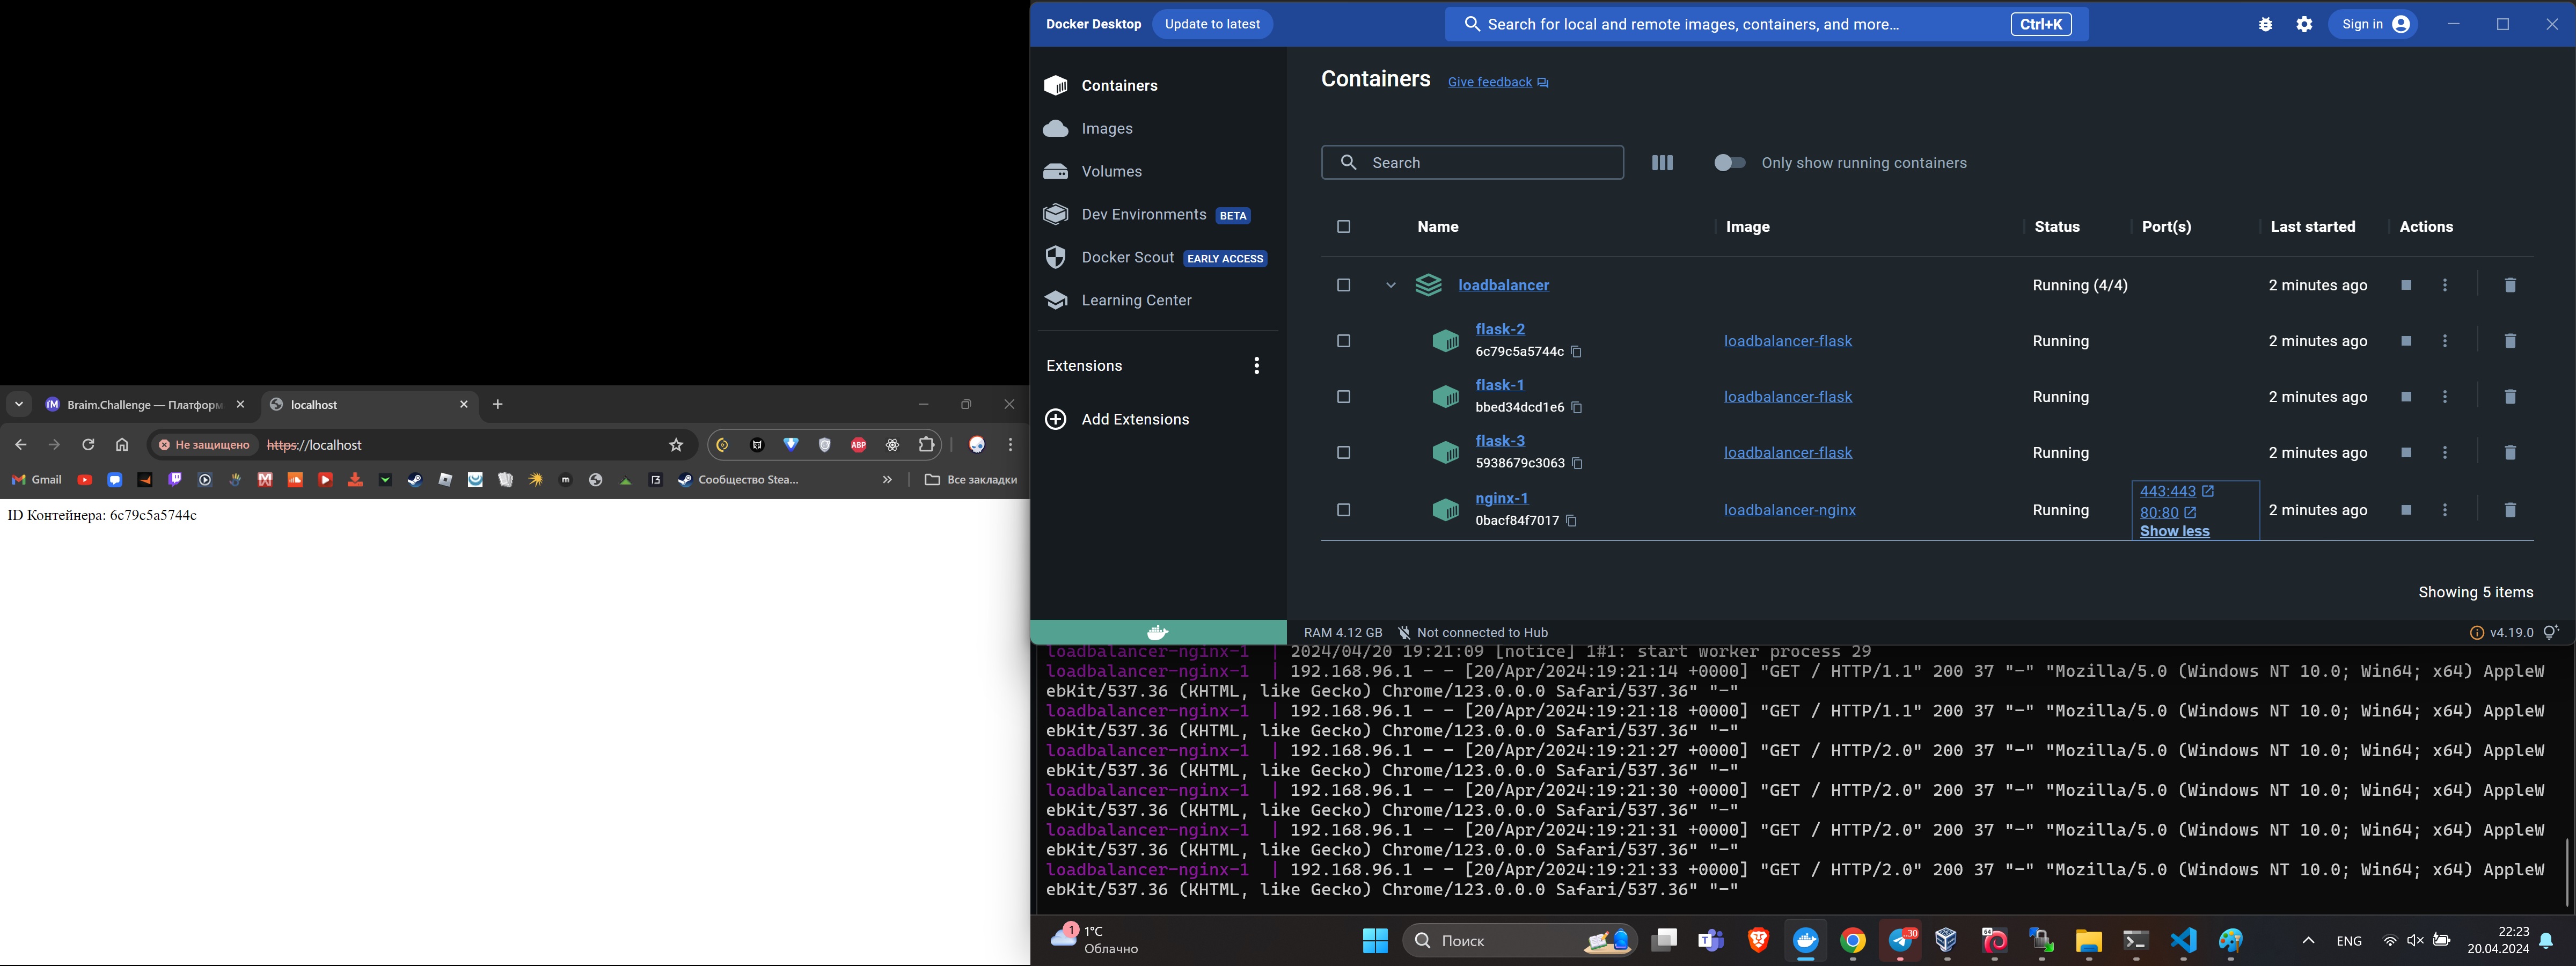 Docker Desktop
Update to latest
Search for local and remote images, containers, and more...
Ctrl+K
Sign in
Containers
Images
Volumes
Dev Environments BETA
Docker Scout EARLY ACCESS
Learning Center
Extensions
Add Extensions
Containers
Give feedback
Search
Only show running containers
Name Image Status Port(s) Last started Actions
loadbalancer Running (4/4) 2 minutes ago
flask-2
6c79c5a5744c
loadbalancer-flask Running 2 minutes ago
flask-1
bbed34dcd1e6
loadbalancer-flask Running 2 minutes ago
flask-3
5938679c3063
loadbalancer-flask Running 2 minutes ago
nginx-1
0bacf84f7017
loadbalancer-nginx Running
443:443
80:80
Show less
2 minutes ago
Showing 5 items
RAM 4.12 GB Not connected to Hub
v4.19.0
Braim.Challenge — Платформ
localhost
Не защищено
https://localhost
ABP
Gmail
Сообщество Stea...
Все закладки
ID Контейнера: 6c79c5a5744c
loadbalancer-nginx-1 | 2024/04/20 19:21:09 [notice] 1#1: start worker process 29
loadbalancer-nginx-1 | 192.168.96.1 - - [20/Apr/2024:19:21:14 +0000] "GET / HTTP/1.1" 200 37 "-" "Mozilla/5.0 (Windows NT 10.0; Win64; x64) AppleW
ebKit/537.36 (KHTML, like Gecko) Chrome/123.0.0.0 Safari/537.36" "-"
loadbalancer-nginx-1 | 192.168.96.1 - - [20/Apr/2024:19:21:18 +0000] "GET / HTTP/1.1" 200 37 "-" "Mozilla/5.0 (Windows NT 10.0; Win64; x64) AppleW
ebKit/537.36 (KHTML, like Gecko) Chrome/123.0.0.0 Safari/537.36" "-"
loadbalancer-nginx-1 | 192.168.96.1 - - [20/Apr/2024:19:21:27 +0000] "GET / HTTP/2.0" 200 37 "-" "Mozilla/5.0 (Windows NT 10.0; Win64; x64) AppleW
ebKit/537.36 (KHTML, like Gecko) Chrome/123.0.0.0 Safari/537.36" "-"
loadbalancer-nginx-1 | 192.168.96.1 - - [20/Apr/2024:19:21:30 +0000] "GET / HTTP/2.0" 200 37 "-" "Mozilla/5.0 (Windows NT 10.0; Win64; x64) AppleW
ebKit/537.36 (KHTML, like Gecko) Chrome/123.0.0.0 Safari/537.36" "-"
loadbalancer-nginx-1 | 192.168.96.1 - - [20/Apr/2024:19:21:31 +0000] "GET / HTTP/2.0" 200 37 "-" "Mozilla/5.0 (Windows NT 10.0; Win64; x64) AppleW
ebKit/537.36 (KHTML, like Gecko) Chrome/123.0.0.0 Safari/537.36" "-"
loadbalancer-nginx-1 | 192.168.96.1 - - [20/Apr/2024:19:21:33 +0000] "GET / HTTP/2.0" 200 37 "-" "Mozilla/5.0 (Windows NT 10.0; Win64; x64) AppleW
ebKit/537.36 (KHTML, like Gecko) Chrome/123.0.0.0 Safari/537.36" "-"
1
1°C
Облачно
Поиск
30
64
ENG
22:23
20.04.2024